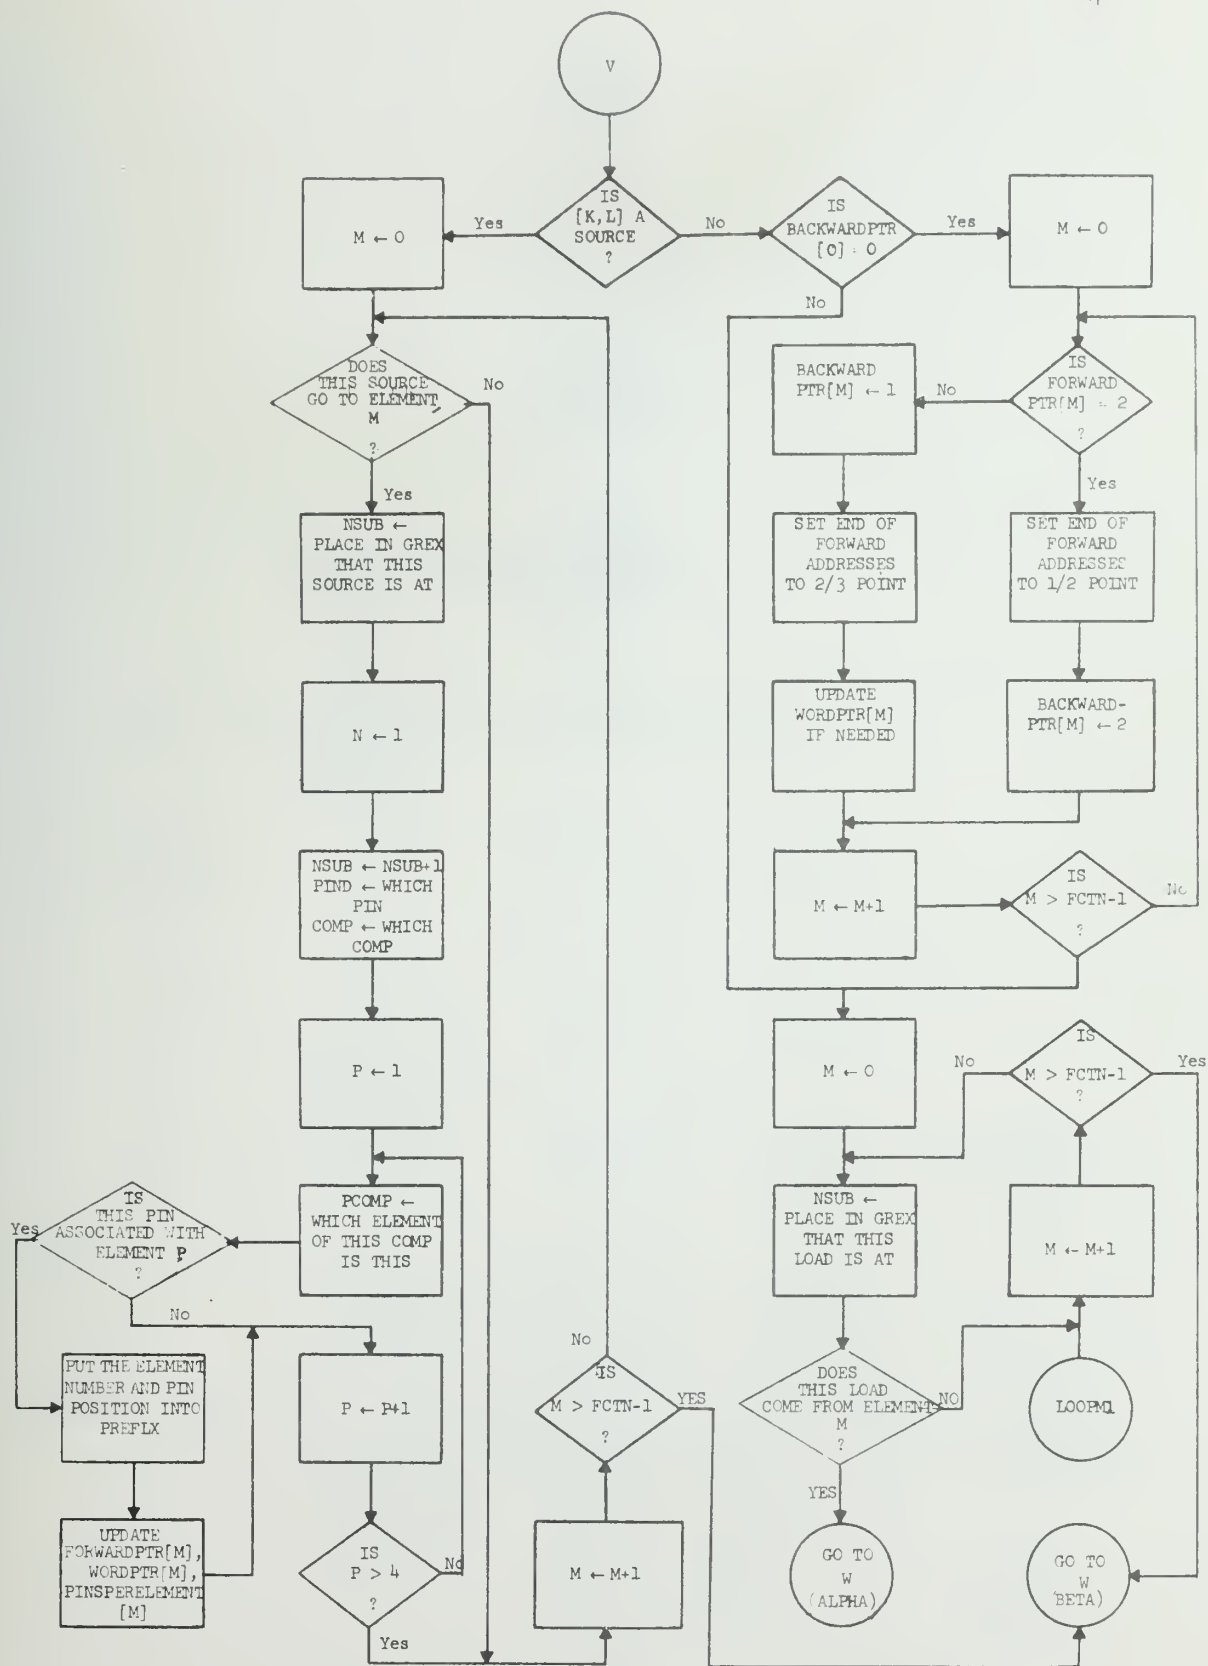 V
IS
[K,L] A
SOURCE
?
Yes
No
M ← 0
IS
BACKWARDPTR
[0] = 0
Yes
No
M ← 0
DOES
THIS SOURCE
GO TO ELEMENT
M
?
No
Yes
BACKWARD
PTR[M] ← 1
No
IS
FORWARD
PTR[M] = 2
?
Yes
NSUB ←
PLACE IN GREX
THAT THIS
SOURCE IS AT
SET END OF
FORWARD
ADDRESSES
TO 2/3 POINT
SET END OF
FORWARD
ADDRESSES
TO 1/2 POINT
N ← 1
UPDATE
WORDPTR[M]
IF NEEDED
BACKWARD-
PTR[M] ← 2
NSUB ← NSUB+1
PIND ← WHICH
PIN
COMP ← WHICH
COMP
M ← M+1
IS
M > FCTN-1
?
No
P ← 1
M ← 0
No
IS
M > FCTN-1
?
Yes
IS
THIS PIN
ASSOCIATED WITH
ELEMENT P
?
Yes
No
PCOMP ←
WHICH ELEMENT
OF THIS COMP
IS THIS
NSUB ←
PLACE IN GREX
THAT THIS
LOAD IS AT
M ← M+1
PUT THE ELEMENT
NUMBER AND PIN
POSITION INTO
PREFLX
P ← P+1
No
IS
M > FCTN-1
?
YES
DOES
THIS LOAD
COME FROM ELEMENT
M
?
NO
YES
LOOPM1
UPDATE
FORWARDPTR[M],
WORDPTR[M],
PINSPERELEMENT
[M]
IS
P > 4
?
No
Yes
M ← M+1
GO TO
W
(ALPHA)
GO TO
W
(BETA)